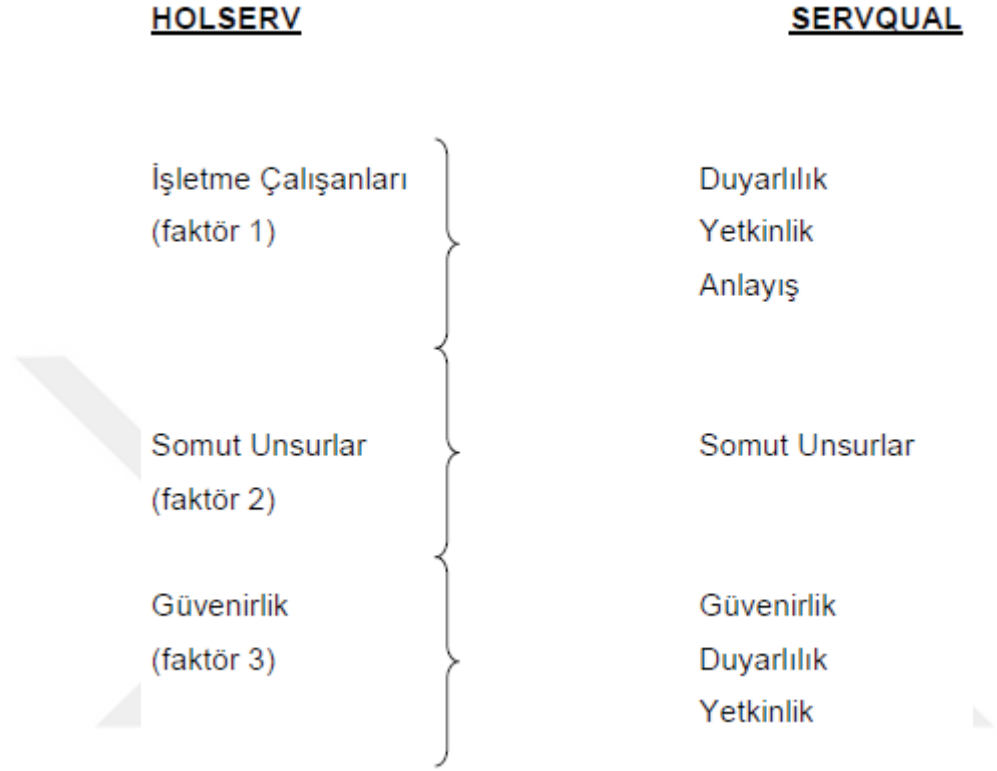 HOLSERV SERVQUAL
İşletme Çalışanları Duyarlılık
(faktör 1) Yetkinlik
Anlayış
Somut Unsurlar Somut Unsurlar
(faktör 2)
Güvenirlik Güvenirlik
(faktör 3) Duyarlılık
Yetkinlik